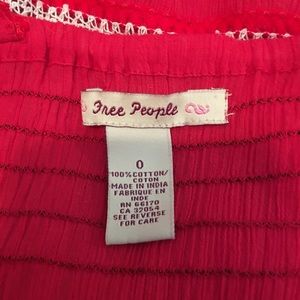 Free People
0
100%COTTON/
COTON
MADE IN INDIA
FABRIQUE EN
INDE
RN 66170
CA 32054
SEE REVERSE
FOR CARE